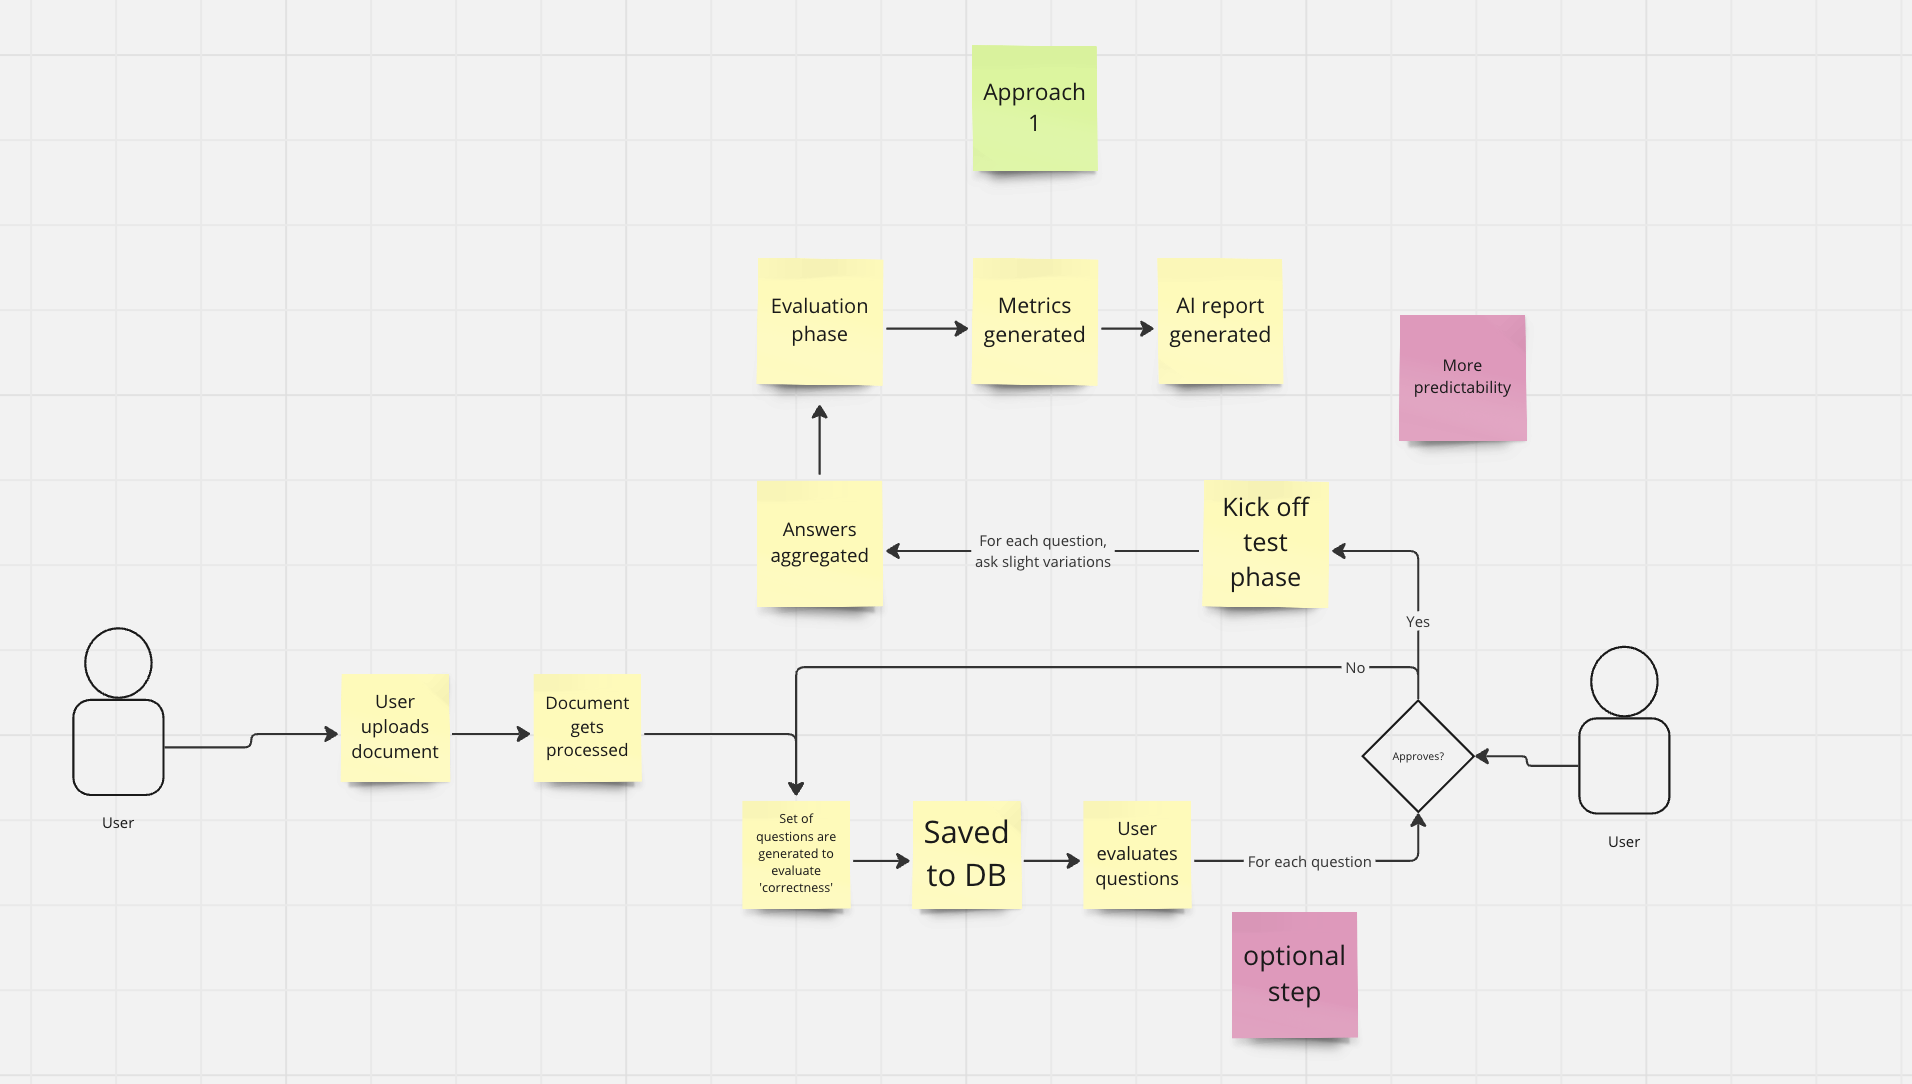 Approach
1
Evaluation
phase
Metrics
generated
AI report
generated
More
predictability
Answers
aggregated
For each question,
ask slight variations
Kick off
test
phase
Yes
No
User
uploads
document
Document
gets
processed
Approves?
User
User
Set of
questions are
generated to
evaluate
'correctness'
Saved
to DB
User
evaluates
questions
For each question
optional
step